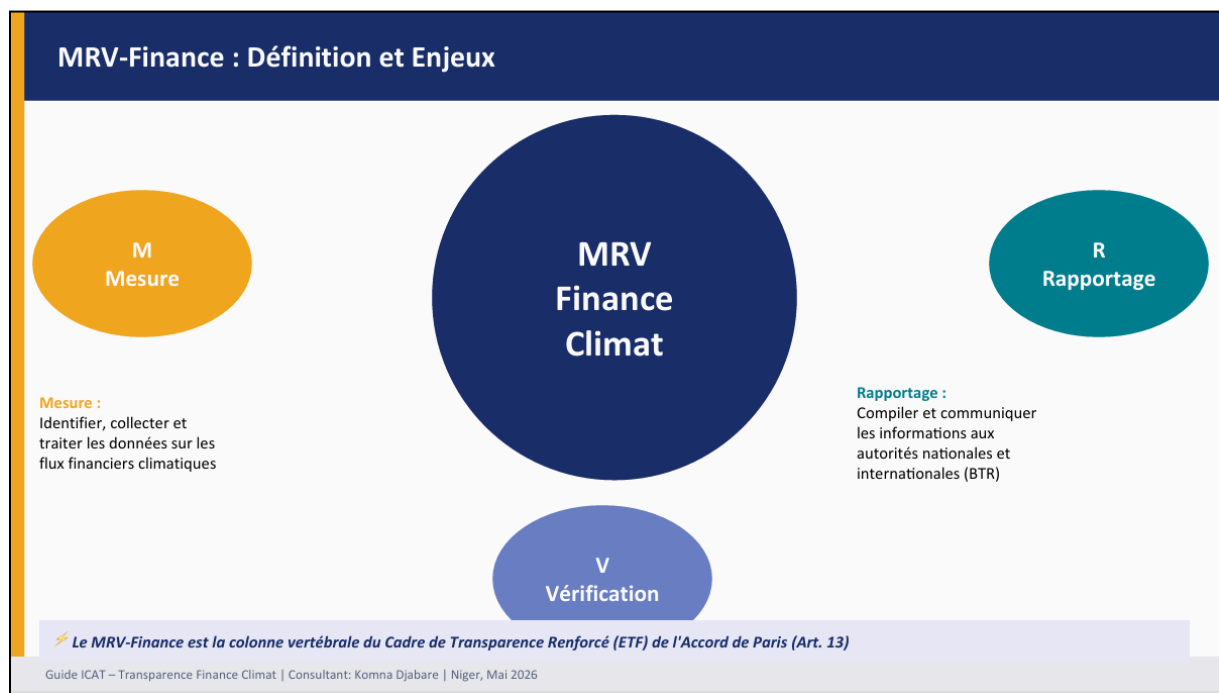 MRV-Finance : Définition et Enjeux
MRV
Finance
Climat
M
Mesure
R
Rapportage
Mesure :
Identifier, collecter et
traiter les données sur les
flux financiers climatiques
Rapportage :
Compiler et communiquer
les informations aux
autorités nationales et
internationales (BTR)
V
Vérification
⚡ Le MRV-Finance est la colonne vertébrale du Cadre de Transparence Renforcé (ETF) de l'Accord de Paris (Art. 13)
Guide ICAT – Transparence Finance Climat | Consultant: Komna Djabare | Niger, Mai 2026